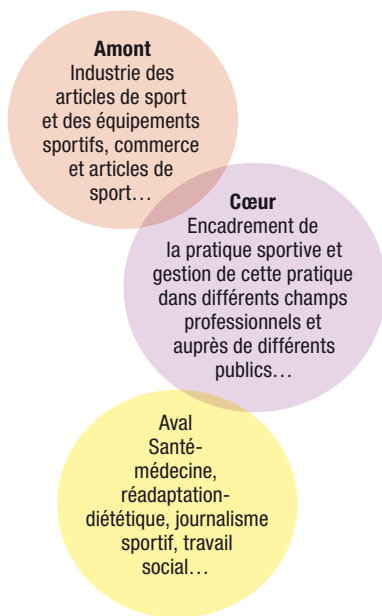 Amont
Industrie des
articles de sport
et des équipements
sportifs, commerce
et articles de
sport…
Cœur
Encadrement de
la pratique sportive et
gestion de cette pratique
dans différents champs
professionnels et
auprès de différents
publics…
Aval
Santé-
médecine,
réadaptation-
diététique, journalisme
sportif, travail
social…